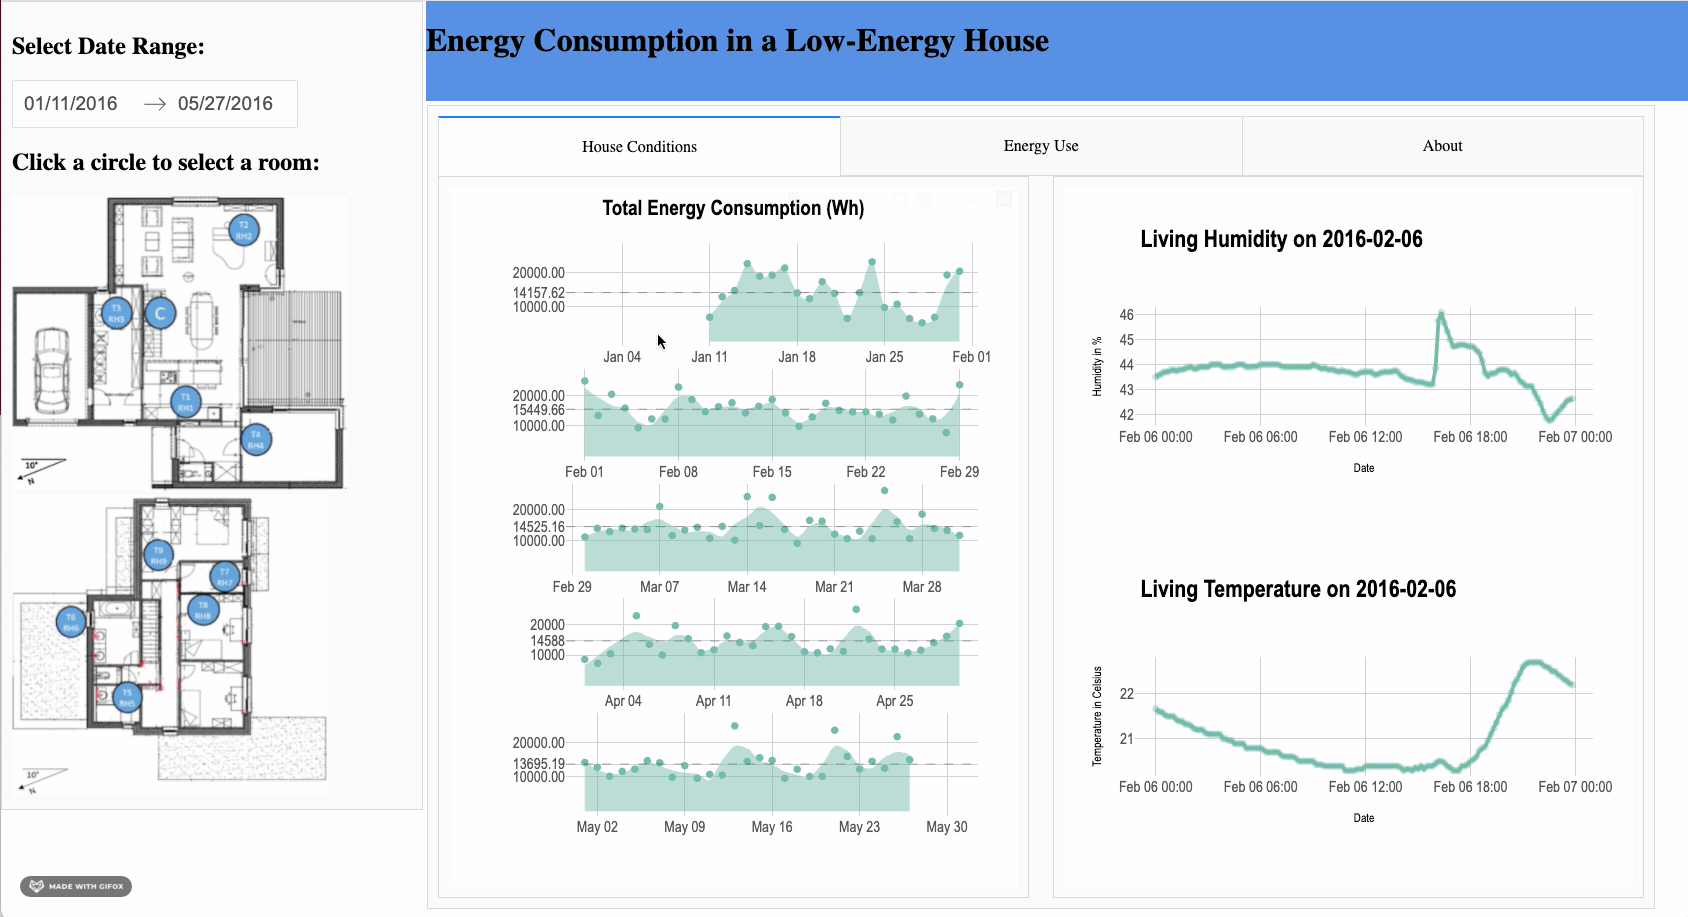 Select Date Range:
01/11/2016 → 05/27/2016
Click a circle to select a room:
T2
RH2
T3
RH3
C
T1
RH1
T4
RH4
10°
N
T9
RH9
T7
RH7
T8
RH8
T6
RH6
T5
RH5
10°
N
MADE WITH GIFOX
Energy Consumption in a Low-Energy House
House Conditions
Energy Use
About
Total Energy Consumption (Wh)
20000.00
14157.62
10000.00
Jan 04 Jan 11 Jan 18 Jan 25 Feb 01
20000.00
15449.66
10000.00
Feb 01 Feb 08 Feb 15 Feb 22 Feb 29
20000.00
14525.16
10000.00
Feb 29 Mar 07 Mar 14 Mar 21 Mar 28
20000
14588
10000
Apr 04 Apr 11 Apr 18 Apr 25
20000.00
13695.19
10000.00
May 02 May 09 May 16 May 23 May 30
Living Humidity on 2016-02-06
Humidity in %
46
45
44
43
42
Feb 06 00:00 Feb 06 06:00 Feb 06 12:00 Feb 06 18:00 Feb 07 00:00
Date
Living Temperature on 2016-02-06
Temperature in Celsius
22
21
Feb 06 00:00 Feb 06 06:00 Feb 06 12:00 Feb 06 18:00 Feb 07 00:00
Date